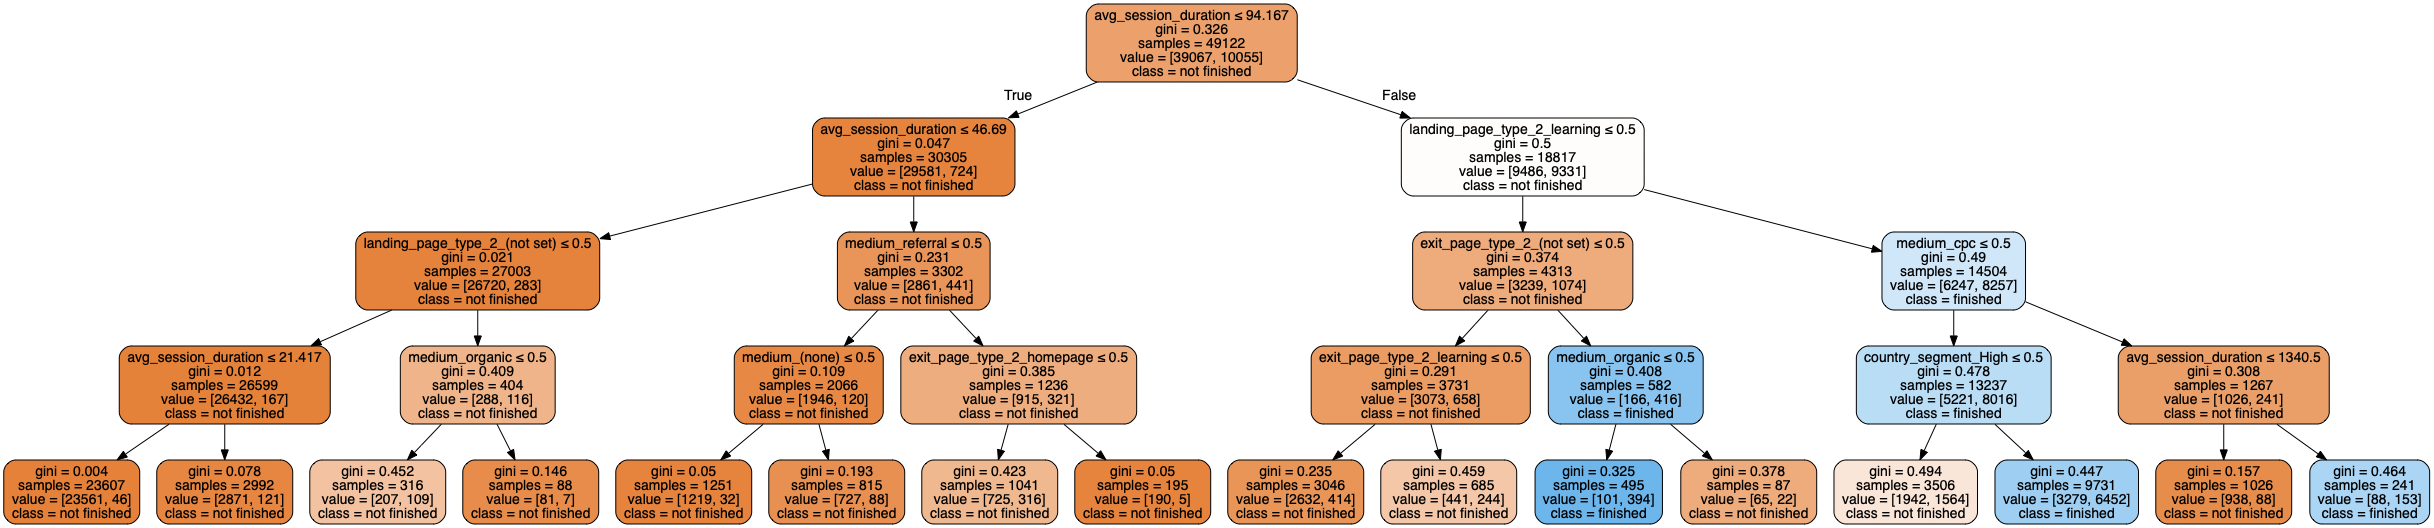 avg_session_duration ≤ 94.167
gini = 0.326
samples = 49122
value = [39067, 10055]
class = not finished
True
False
avg_session_duration ≤ 46.69
gini = 0.047
samples = 30305
value = [29581, 724]
class = not finished
landing_page_type_2_learning ≤ 0.5
gini = 0.5
samples = 18817
value = [9486, 9331]
class = not finished
landing_page_type_2_(not set) ≤ 0.5
gini = 0.021
samples = 27003
value = [26720, 283]
class = not finished
medium_referral ≤ 0.5
gini = 0.231
samples = 3302
value = [2861, 441]
class = not finished
exit_page_type_2_(not set) ≤ 0.5
gini = 0.374
samples = 4313
value = [3239, 1074]
class = not finished
medium_cpc ≤ 0.5
gini = 0.49
samples = 14504
value = [6247, 8257]
class = finished
avg_session_duration ≤ 21.417
gini = 0.012
samples = 26599
value = [26432, 167]
class = not finished
medium_organic ≤ 0.5
gini = 0.409
samples = 404
value = [288, 116]
class = not finished
medium_(none) ≤ 0.5
gini = 0.109
samples = 2066
value = [1946, 120]
class = not finished
exit_page_type_2_homepage ≤ 0.5
gini = 0.385
samples = 1236
value = [915, 321]
class = not finished
exit_page_type_2_learning ≤ 0.5
gini = 0.291
samples = 3731
value = [3073, 658]
class = not finished
medium_organic ≤ 0.5
gini = 0.408
samples = 582
value = [166, 416]
class = finished
country_segment_High ≤ 0.5
gini = 0.478
samples = 13237
value = [5221, 8016]
class = finished
avg_session_duration ≤ 1340.5
gini = 0.308
samples = 1267
value = [1026, 241]
class = not finished
gini = 0.004
samples = 23607
value = [23561, 46]
class = not finished
gini = 0.078
samples = 2992
value = [2871, 121]
class = not finished
gini = 0.452
samples = 316
value = [207, 109]
class = not finished
gini = 0.146
samples = 88
value = [81, 7]
class = not finished
gini = 0.05
samples = 1251
value = [1219, 32]
class = not finished
gini = 0.193
samples = 815
value = [727, 88]
class = not finished
gini = 0.423
samples = 1041
value = [725, 316]
class = not finished
gini = 0.05
samples = 195
value = [190, 5]
class = not finished
gini = 0.235
samples = 3046
value = [2632, 414]
class = not finished
gini = 0.459
samples = 685
value = [441, 244]
class = not finished
gini = 0.325
samples = 495
value = [101, 394]
class = finished
gini = 0.378
samples = 87
value = [65, 22]
class = not finished
gini = 0.494
samples = 3506
value = [1942, 1564]
class = not finished
gini = 0.447
samples = 9731
value = [3279, 6452]
class = finished
gini = 0.157
samples = 1026
value = [938, 88]
class = not finished
gini = 0.464
samples = 241
value = [88, 153]
class = finished